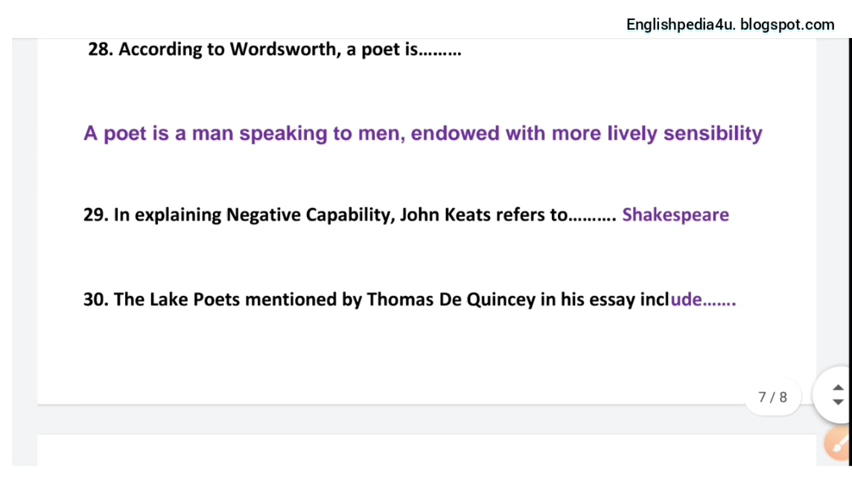 Englishpedia4u. blogspot.com
28. According to Wordsworth, a poet is.........
A poet is a man speaking to men, endowed with more lively sensibility
29. In explaining Negative Capability, John Keats refers to.......... Shakespeare
30. The Lake Poets mentioned by Thomas De Quincey in his essay include.......
7 / 8